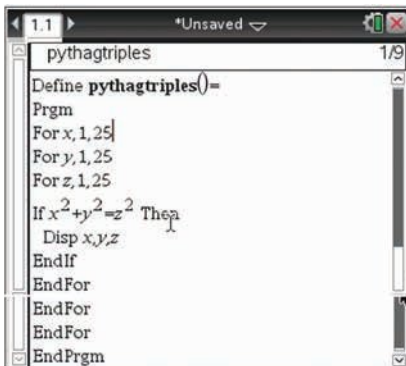 1.1 *Unsaved
pythagtriples 1/9
Define pythagtriples()=
Prgm
For x,1,25
For y,1,25
For z,1,25
If x²+y²=z² Then
Disp x,y,z
EndIf
EndFor
EndFor
EndFor
EndPrgm